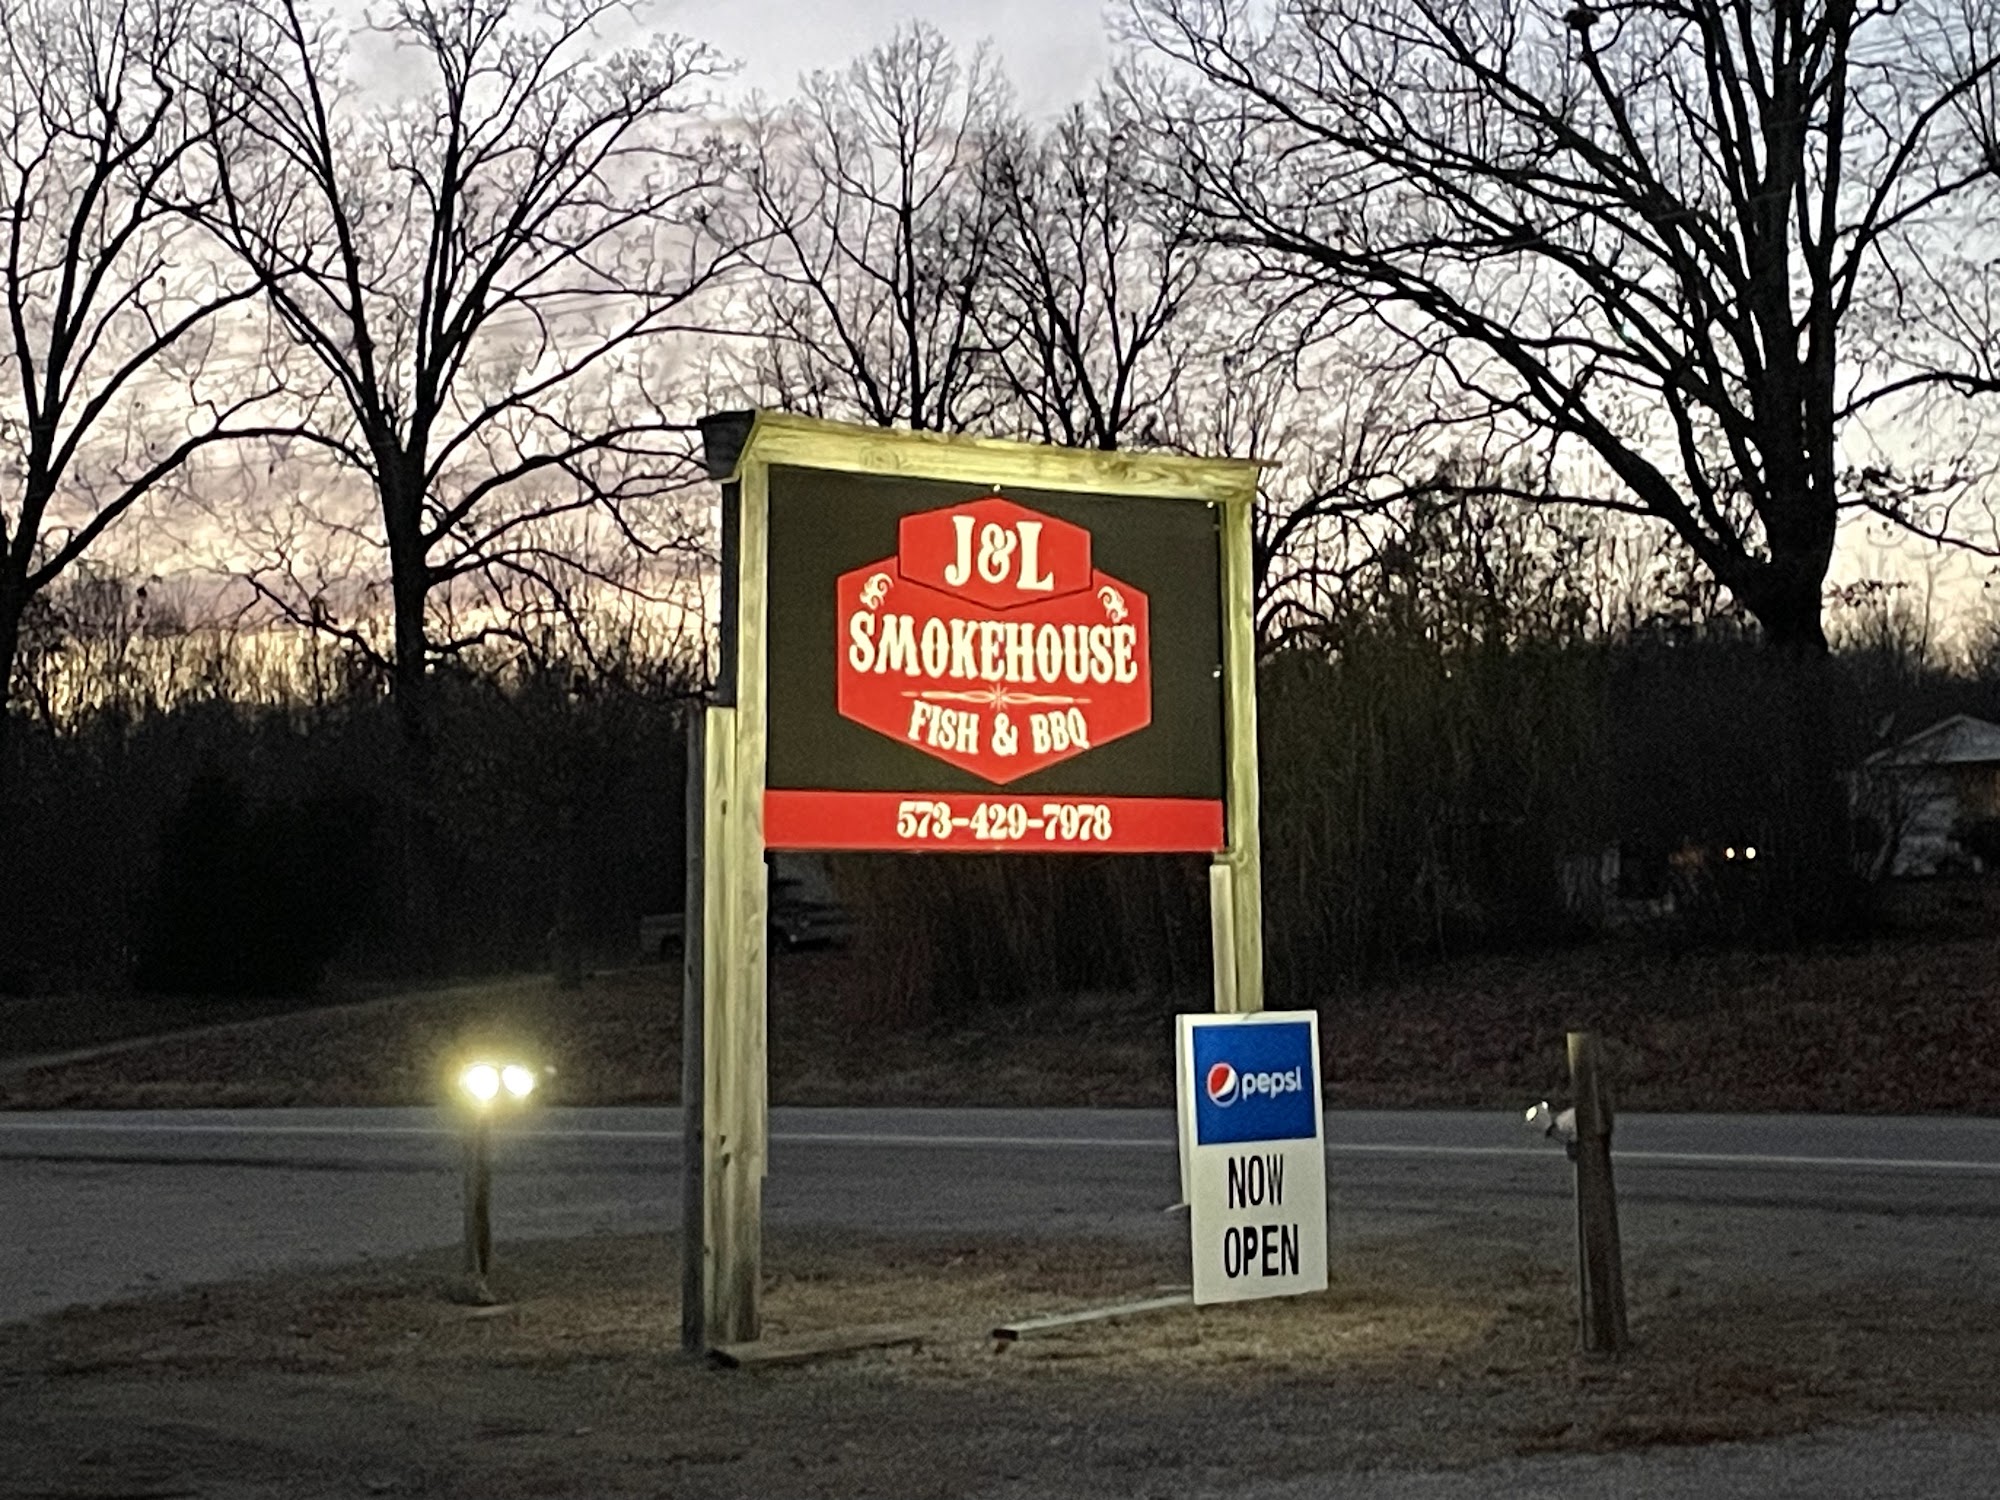 J&L
SMOKEHOUSE
FISH & BBQ
573-429-7978
pepsi
NOW
OPEN